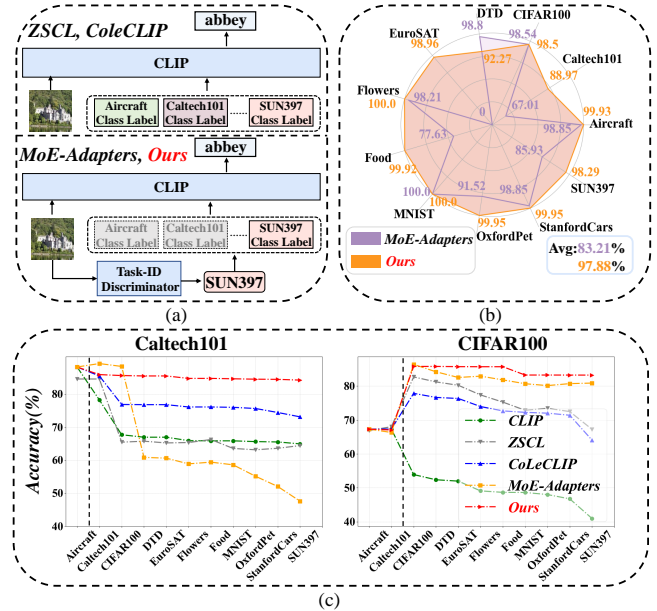 ZSCL, ColeCLIP
abbey
CLIP
Aircraft
Class Label
Caltech101
Class Label
......
SUN397
Class Label
MoE-Adapters, Ours
abbey
CLIP
Aircraft
Class Label
Caltech101
Class Label
......
SUN397
Class Label
Task-ID
Discriminator
SUN397
(a)
DTD
CIFAR100
EuroSAT
98.8
98.54
98.96
98.5
92.27
Caltech101
88.97
Flowers
100.0
98.21
0
67.01
99.93
Aircraft
98.85
77.63
85.93
Food
99.92
98.29
SUN397
MNIST
100.0
100.0
91.52
98.85
99.95
StanfordCars
OxfordPet
99.95
MoE-Adapters
Ours
Avg:83.21%
97.88%
(b)
Caltech101
CIFAR100
Accuracy(%)
80
70
60
50
40
Aircraft
Caltech101
CIFAR100
DTD
EuroSAT
Flowers
Food
MNIST
OxfordPet
StanfordCars
SUN397
80
70
60
50
40
CLIP
ZSCL
CoLeCLIP
MoE-Adapters
Ours
Aircraft
Caltech101
CIFAR100
DTD
EuroSAT
Flowers
Food
MNIST
OxfordPet
StanfordCars
SUN397
(c)